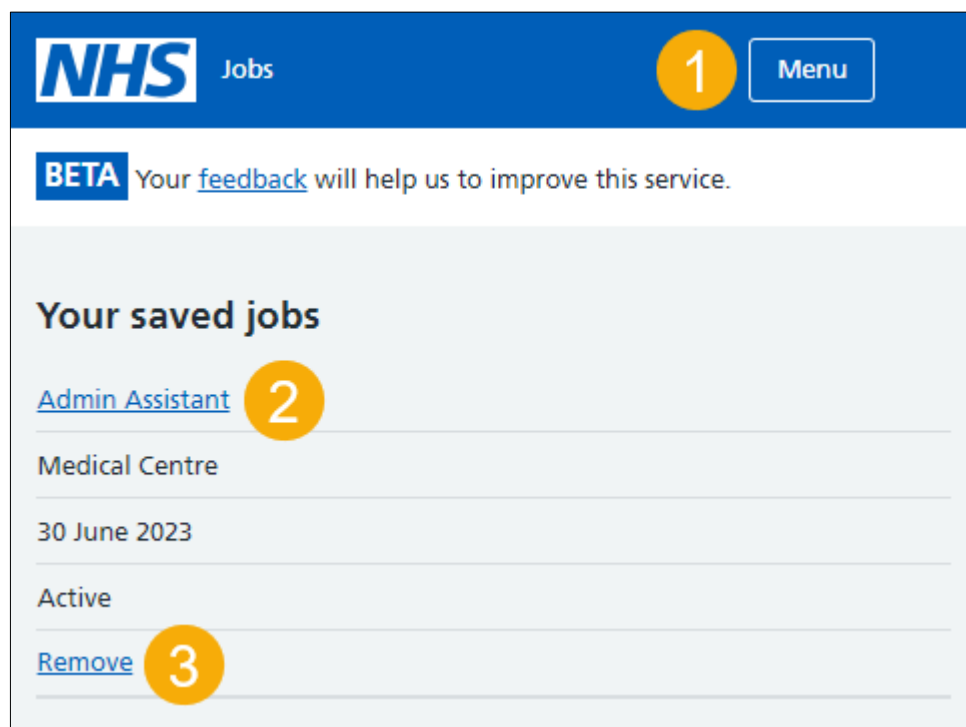 NHS Jobs 1 Menu
BETA Your feedback will help us to improve this service.
Your saved jobs
Admin Assistant 2
Medical Centre
30 June 2023
Active
Remove 3